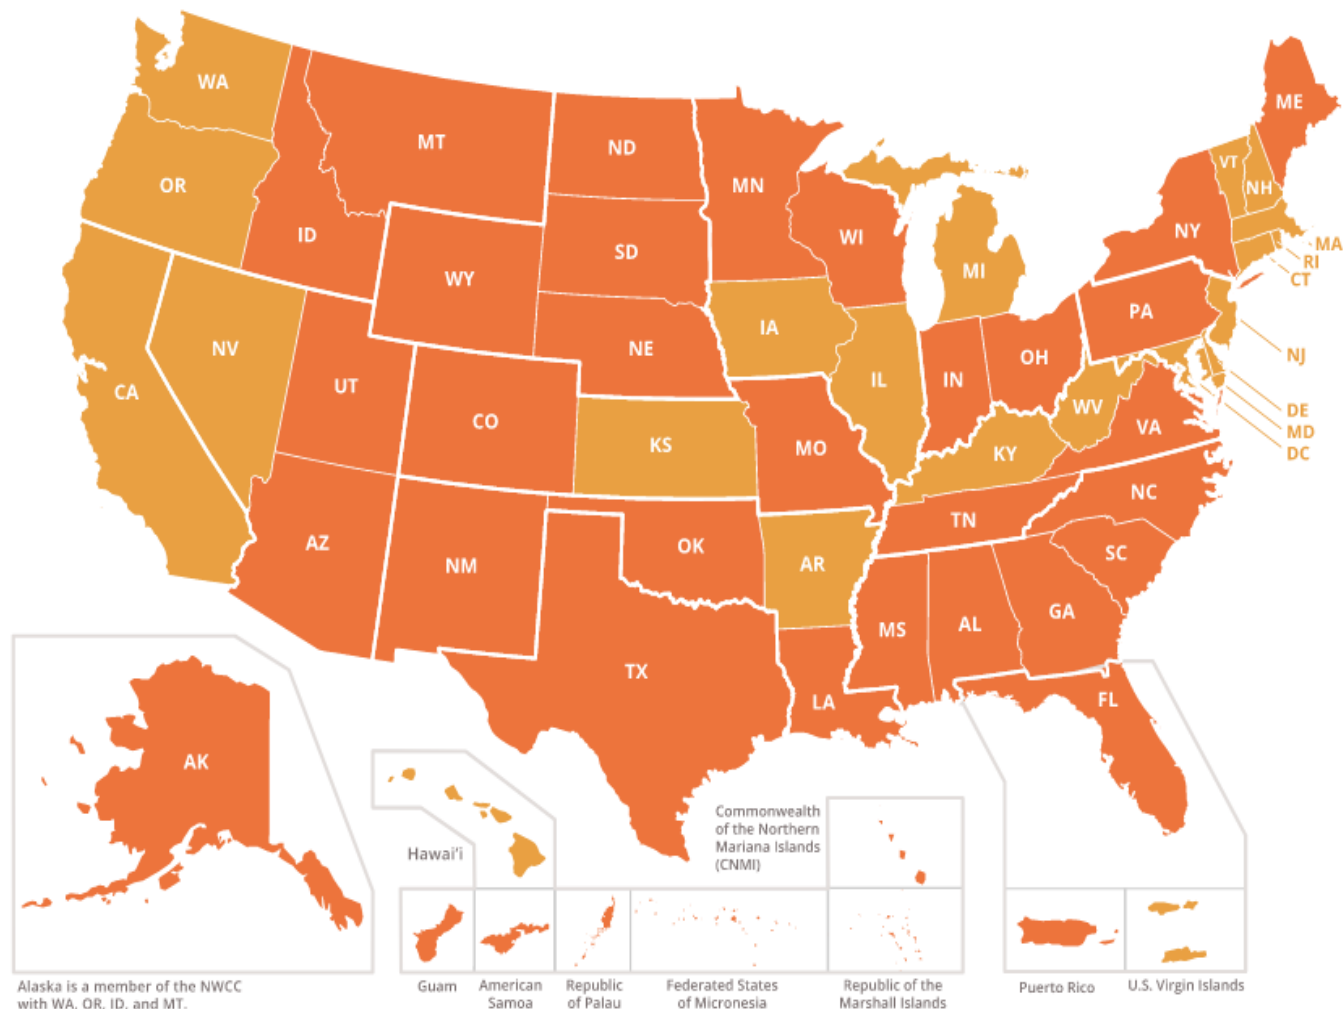 WA
MT
ND
MN
ME
OR
ID
SD
WI
VT
NH
NY
MA
RI
CT
WY
MI
PA
IA
NE
NV
OH
NJ
CA
UT
IL
IN
CO
KS
MO
WV
VA
KY
DE
MD
DC
AZ
NM
OK
AR
TN
NC
SC
MS
AL
GA
TX
LA
FL
AK
Hawai'i
Commonwealth
of the Northern
Mariana Islands
(CNMI)
Alaska is a member of the NWCC
with WA, OR, ID, and MT.
Guam
American
Samoa
Republic
of Palau
Federated States
of Micronesia
Republic of the
Marshall Islands
Puerto Rico
U.S. Virgin Islands